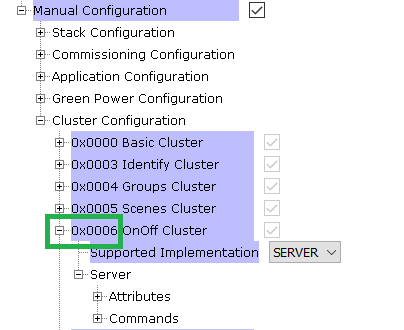 Manual Configuration
Stack Configuration
Commissioning Configuration
Application Configuration
Green Power Configuration
Cluster Configuration
0x0000 Basic Cluster
0x0003 Identify Cluster
0x0004 Groups Cluster
0x0005 Scenes Cluster
0x0006 OnOff Cluster
Supported Implementation SERVER
Server
Attributes
Commands